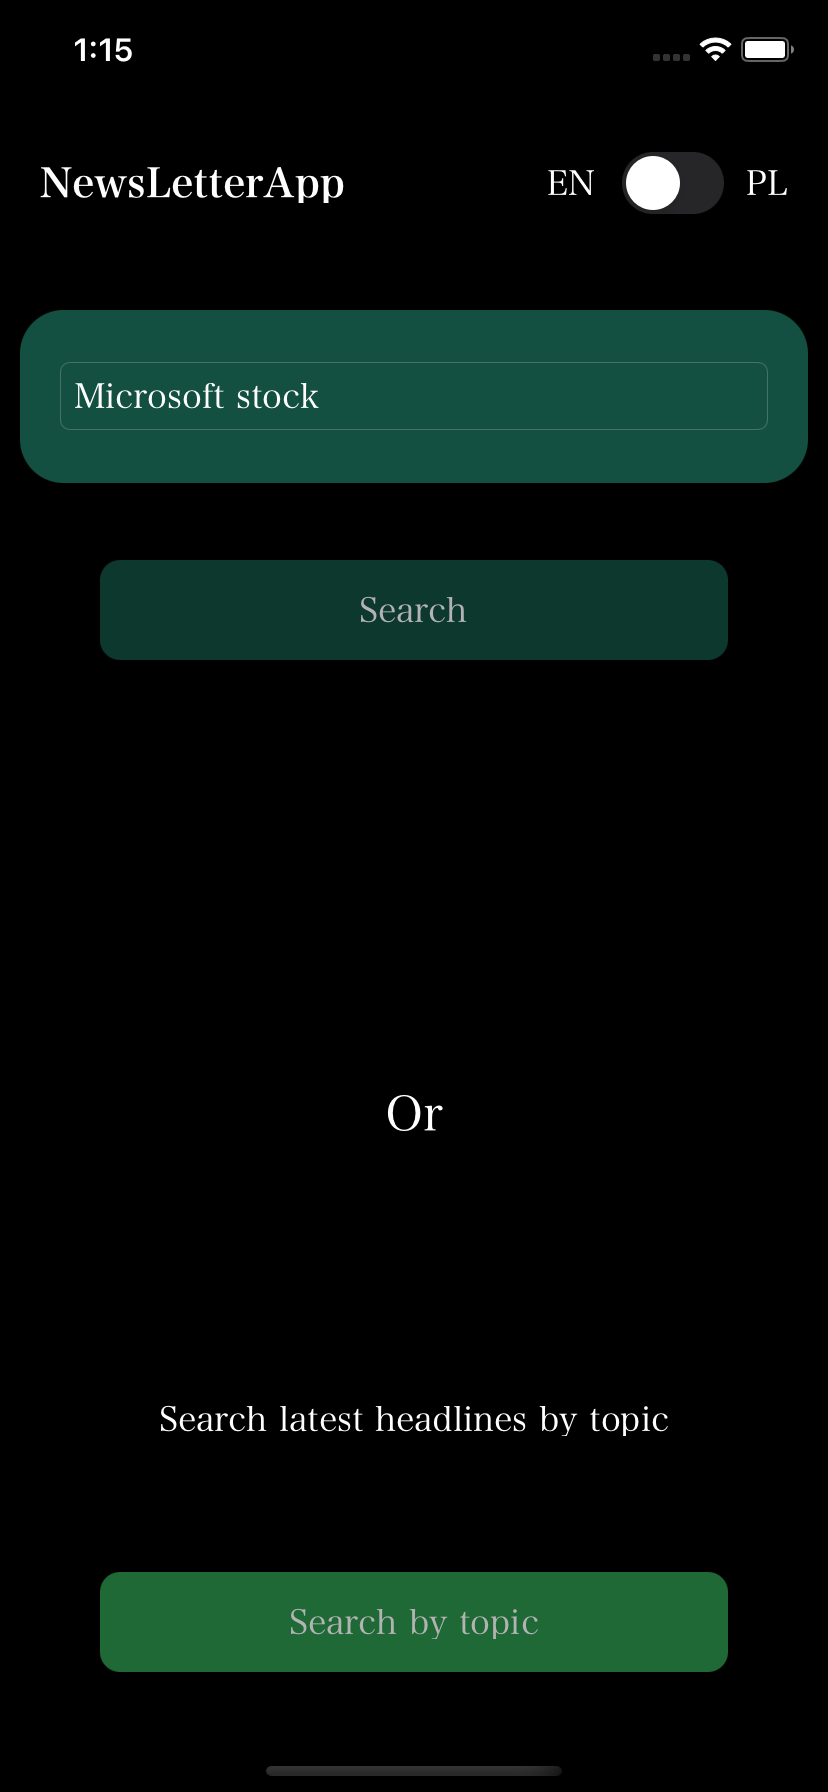 1:15
NewsLetterApp EN PL
Microsoft stock
Search
Or
Search latest headlines by topic
Search by topic